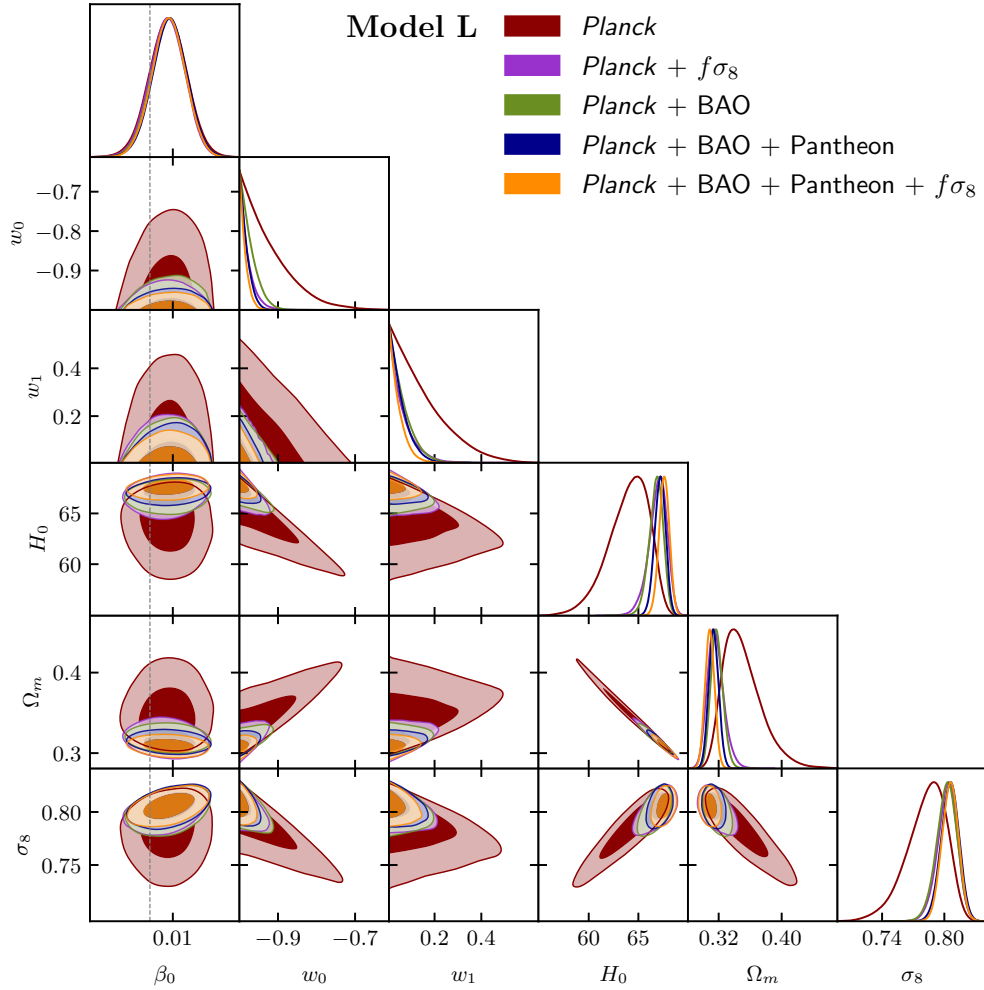 Model L
Planck
Planck + fσ₈
Planck + BAO
Planck + BAO + Pantheon
Planck + BAO + Pantheon + fσ₈
w₀
−0.7
−0.8
−0.9
w₁
0.4
0.2
H₀
65
60
Ωₘ
0.4
0.3
σ₈
0.80
0.75
0.01 −0.9 −0.7 0.2 0.4 60 65 0.32 0.40 0.74 0.80
β₀ w₀ w₁ H₀ Ωₘ σ₈